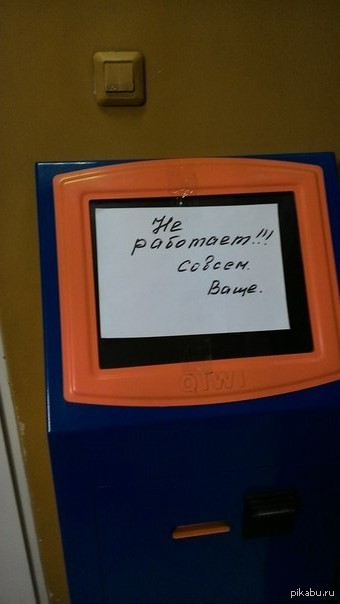 Не
работает!!!
Совсем.
Ваще.
QIWI
pikabu.ru